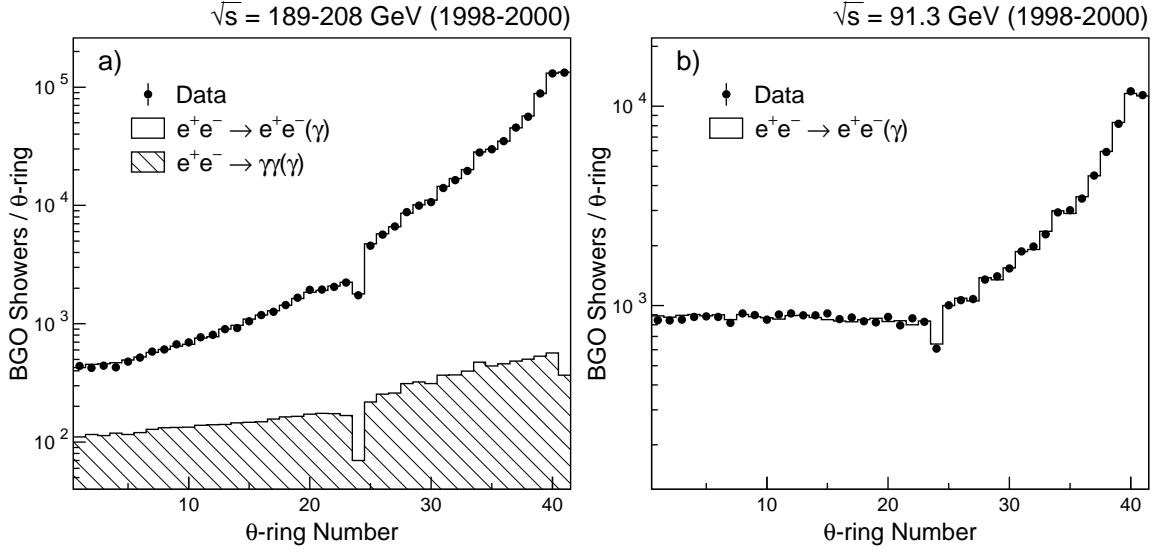 √s = 189-208 GeV (1998-2000)
a)
Data
e⁺e⁻ → e⁺e⁻(γ)
e⁺e⁻ → γγ(γ)
BGO Showers / θ-ring
10⁵
10⁴
10³
10²
10 20 30 40
θ-ring Number
√s = 91.3 GeV (1998-2000)
b)
Data
e⁺e⁻ → e⁺e⁻(γ)
BGO Showers / θ-ring
10⁴
10³
10 20 30 40
θ-ring Number